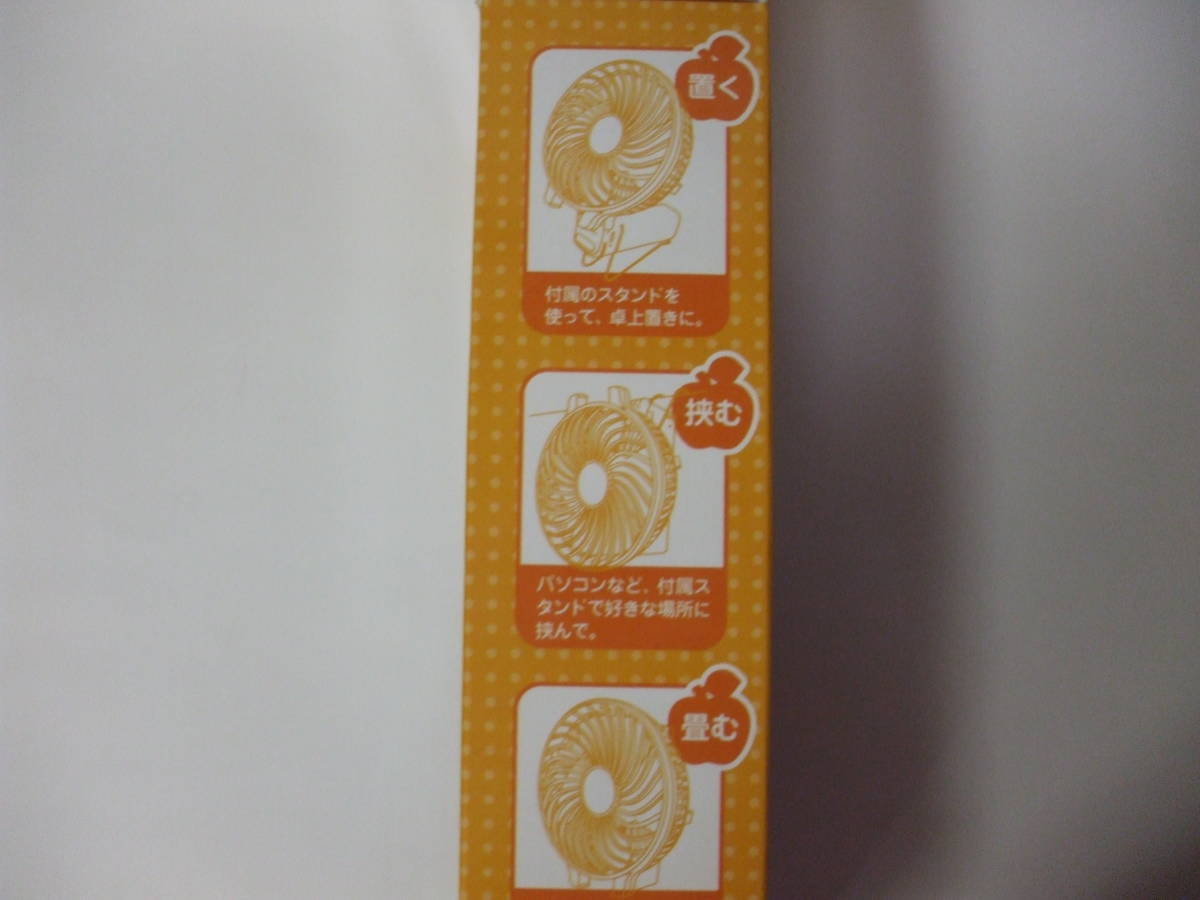 置く
付属のスタンドを
使って、卓上置きに。
挟む
パソコンなど、付属ス
タンドで好きな場所に
挟んで。
畳む